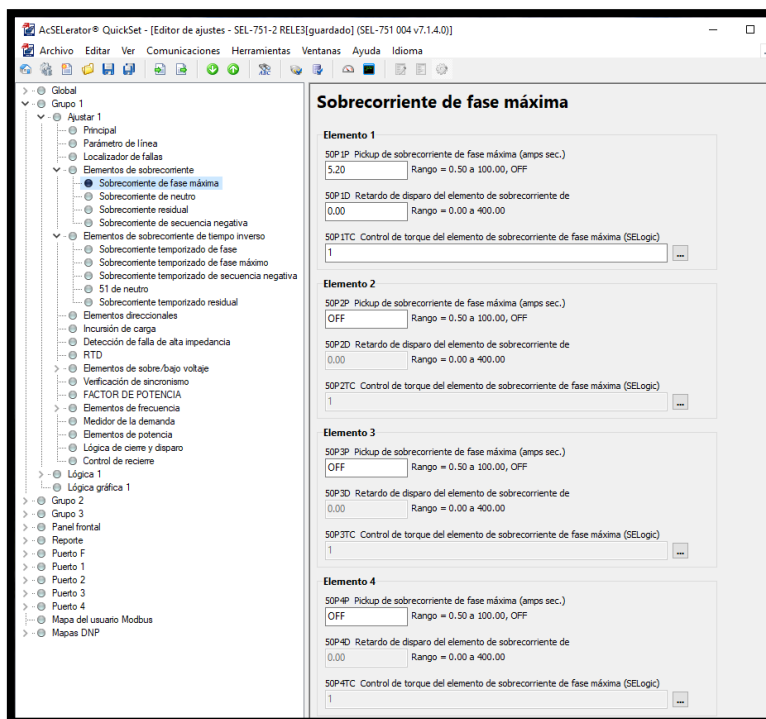 AcSELerator® QuickSet - [Editor de ajustes - SEL-751-2 RELE3[guardado] (SEL-751 004 v7.1.4.0)]
Archivo Editar Ver Comunicaciones Herramientas Ventanas Ayuda Idioma
Global
Grupo 1
Ajustar 1
Principal
Parámetro de línea
Localizador de fallas
Elementos de sobrecorriente
Sobrecorriente de fase máxima
Sobrecorriente de neutro
Sobrecorriente residual
Sobrecorriente de secuencia negativa
Elementos de sobrecorriente de tiempo inverso
Sobrecorriente temporizado de fase
Sobrecorriente temporizado de fase máximo
Sobrecorriente temporizado de secuencia negativa
51 de neutro
Sobrecorriente temporizado residual
Elementos direccionales
Incursión de carga
Detección de falla de alta impedancia
RTD
Elementos de sobre/bajo voltaje
Verificación de sincronismo
FACTOR DE POTENCIA
Elementos de frecuencia
Medidor de la demanda
Elementos de potencia
Lógica de cierre y disparo
Control de recierre
Lógica 1
Lógica gráfica 1
Grupo 2
Grupo 3
Panel frontal
Reporte
Puerto F
Puerto 1
Puerto 2
Puerto 3
Puerto 4
Mapa del usuario Modbus
Mapas DNP
Sobrecorriente de fase máxima
Elemento 1
50P1P Pickup de sobrecorriente de fase máxima (amps sec.)
5.20 Rango = 0.50 a 100.00, OFF
50P1D Retardo de disparo del elemento de sobrecorriente de
0.00 Rango = 0.00 a 400.00
50P1TC Control de torque del elemento de sobrecorriente de fase máxima (SELogic)
1 ...
Elemento 2
50P2P Pickup de sobrecorriente de fase máxima (amps sec.)
OFF Rango = 0.50 a 100.00, OFF
50P2D Retardo de disparo del elemento de sobrecorriente de
0.00 Rango = 0.00 a 400.00
50P2TC Control de torque del elemento de sobrecorriente de fase máxima (SELogic)
1 ...
Elemento 3
50P3P Pickup de sobrecorriente de fase máxima (amps sec.)
OFF Rango = 0.50 a 100.00, OFF
50P3D Retardo de disparo del elemento de sobrecorriente de
0.00 Rango = 0.00 a 400.00
50P3TC Control de torque del elemento de sobrecorriente de fase máxima (SELogic)
1 ...
Elemento 4
50P4P Pickup de sobrecorriente de fase máxima (amps sec.)
OFF Rango = 0.50 a 100.00, OFF
50P4D Retardo de disparo del elemento de sobrecorriente de
0.00 Rango = 0.00 a 400.00
50P4TC Control de torque del elemento de sobrecorriente de fase máxima (SELogic)
1 ...